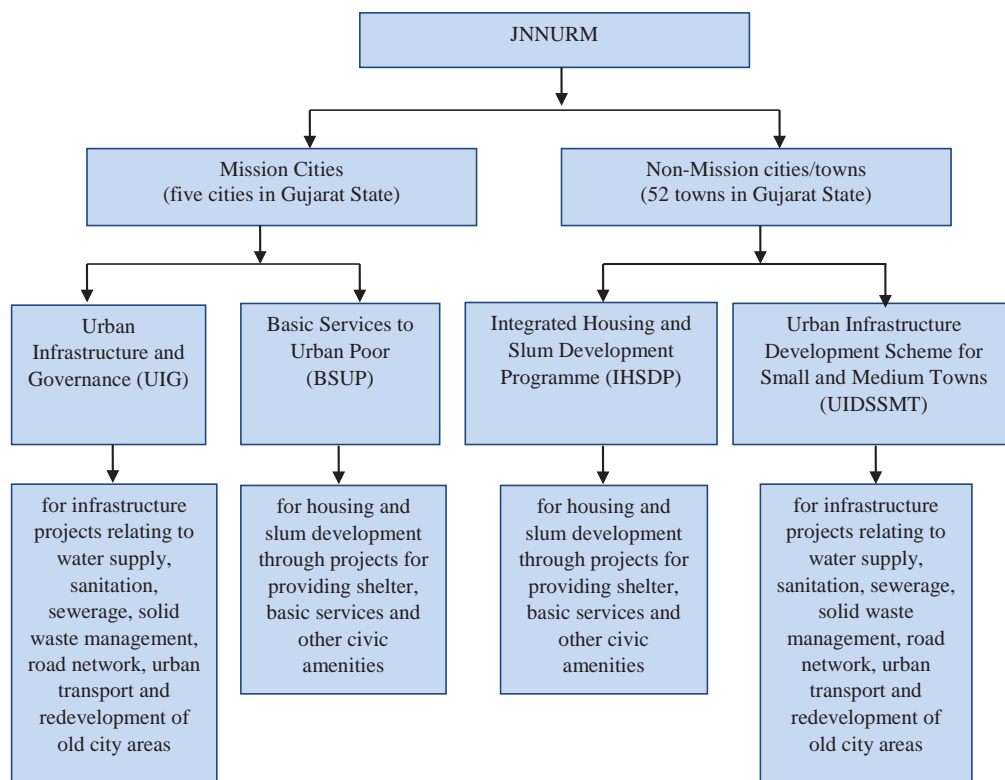 JNNURM
Mission Cities
(five cities in Gujarat State)
Non-Mission cities/towns
(52 towns in Gujarat State)
Urban
Infrastructure and
Governance (UIG)
Basic Services to
Urban Poor
(BSUP)
Integrated Housing and
Slum Development
Programme (IHSDP)
Urban Infrastructure
Development Scheme for
Small and Medium Towns
(UIDSSMT)
for infrastructure
projects relating to
water supply,
sanitation,
sewerage, solid
waste management,
road network, urban
transport and
redevelopment of
old city areas
for housing and
slum development
through projects for
providing shelter,
basic services and
other civic
amenities
for housing and
slum development
through projects for
providing shelter,
basic services and
other civic
amenities
for infrastructure
projects relating to
water supply,
sanitation, sewerage,
solid waste
management, road
network, urban
transport and
redevelopment of
old city areas